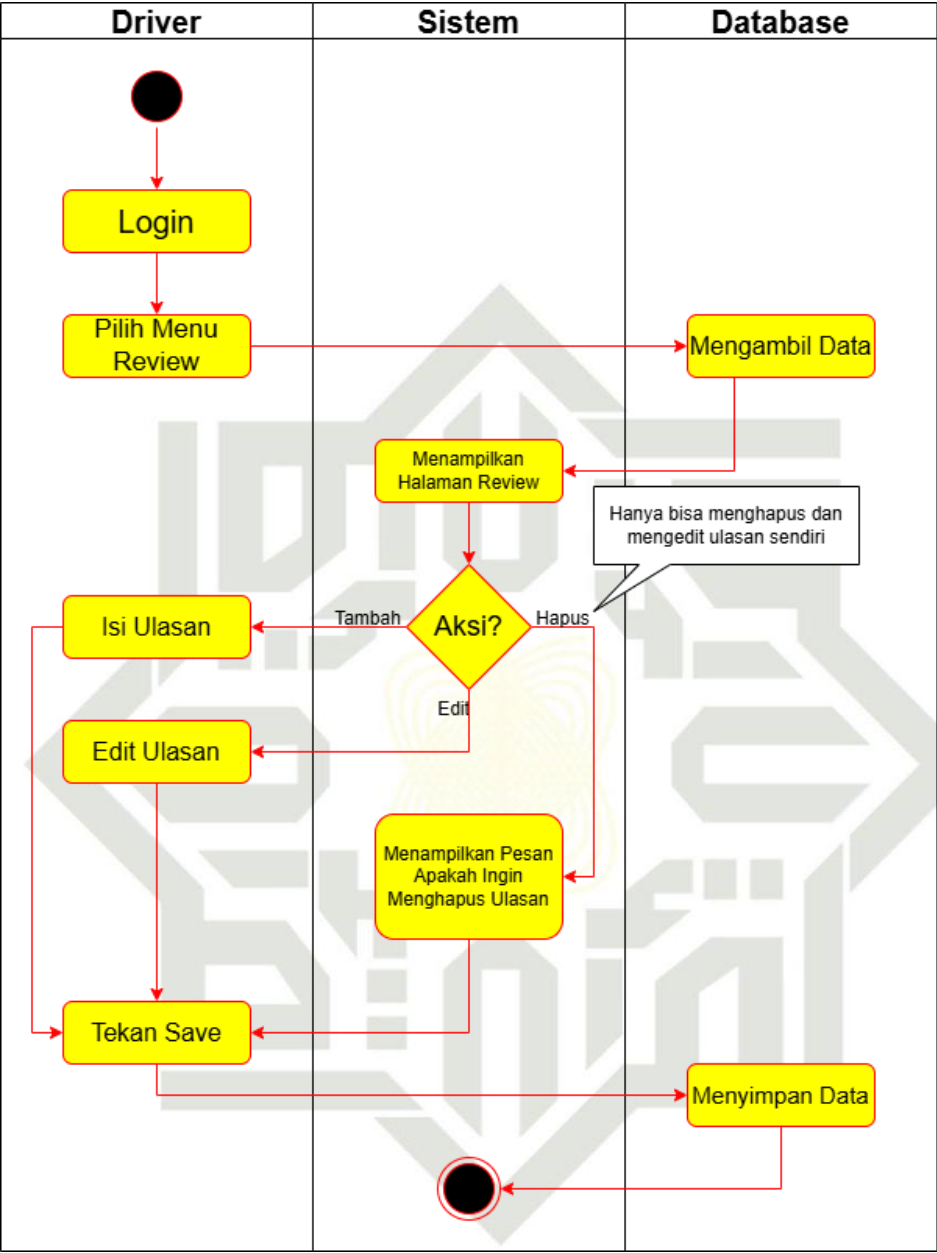 Driver
Sistem
Database
Login
Pilih Menu
Review
Mengambil Data
Menampilkan
Halaman Review
Hanya bisa menghapus dan
mengedit ulasan sendiri
Isi Ulasan
Tambah
Aksi?
Hapus
Edit
Edit Ulasan
Menampilkan Pesan
Apakah Ingin
Menghapus Ulasan
Tekan Save
Menyimpan Data